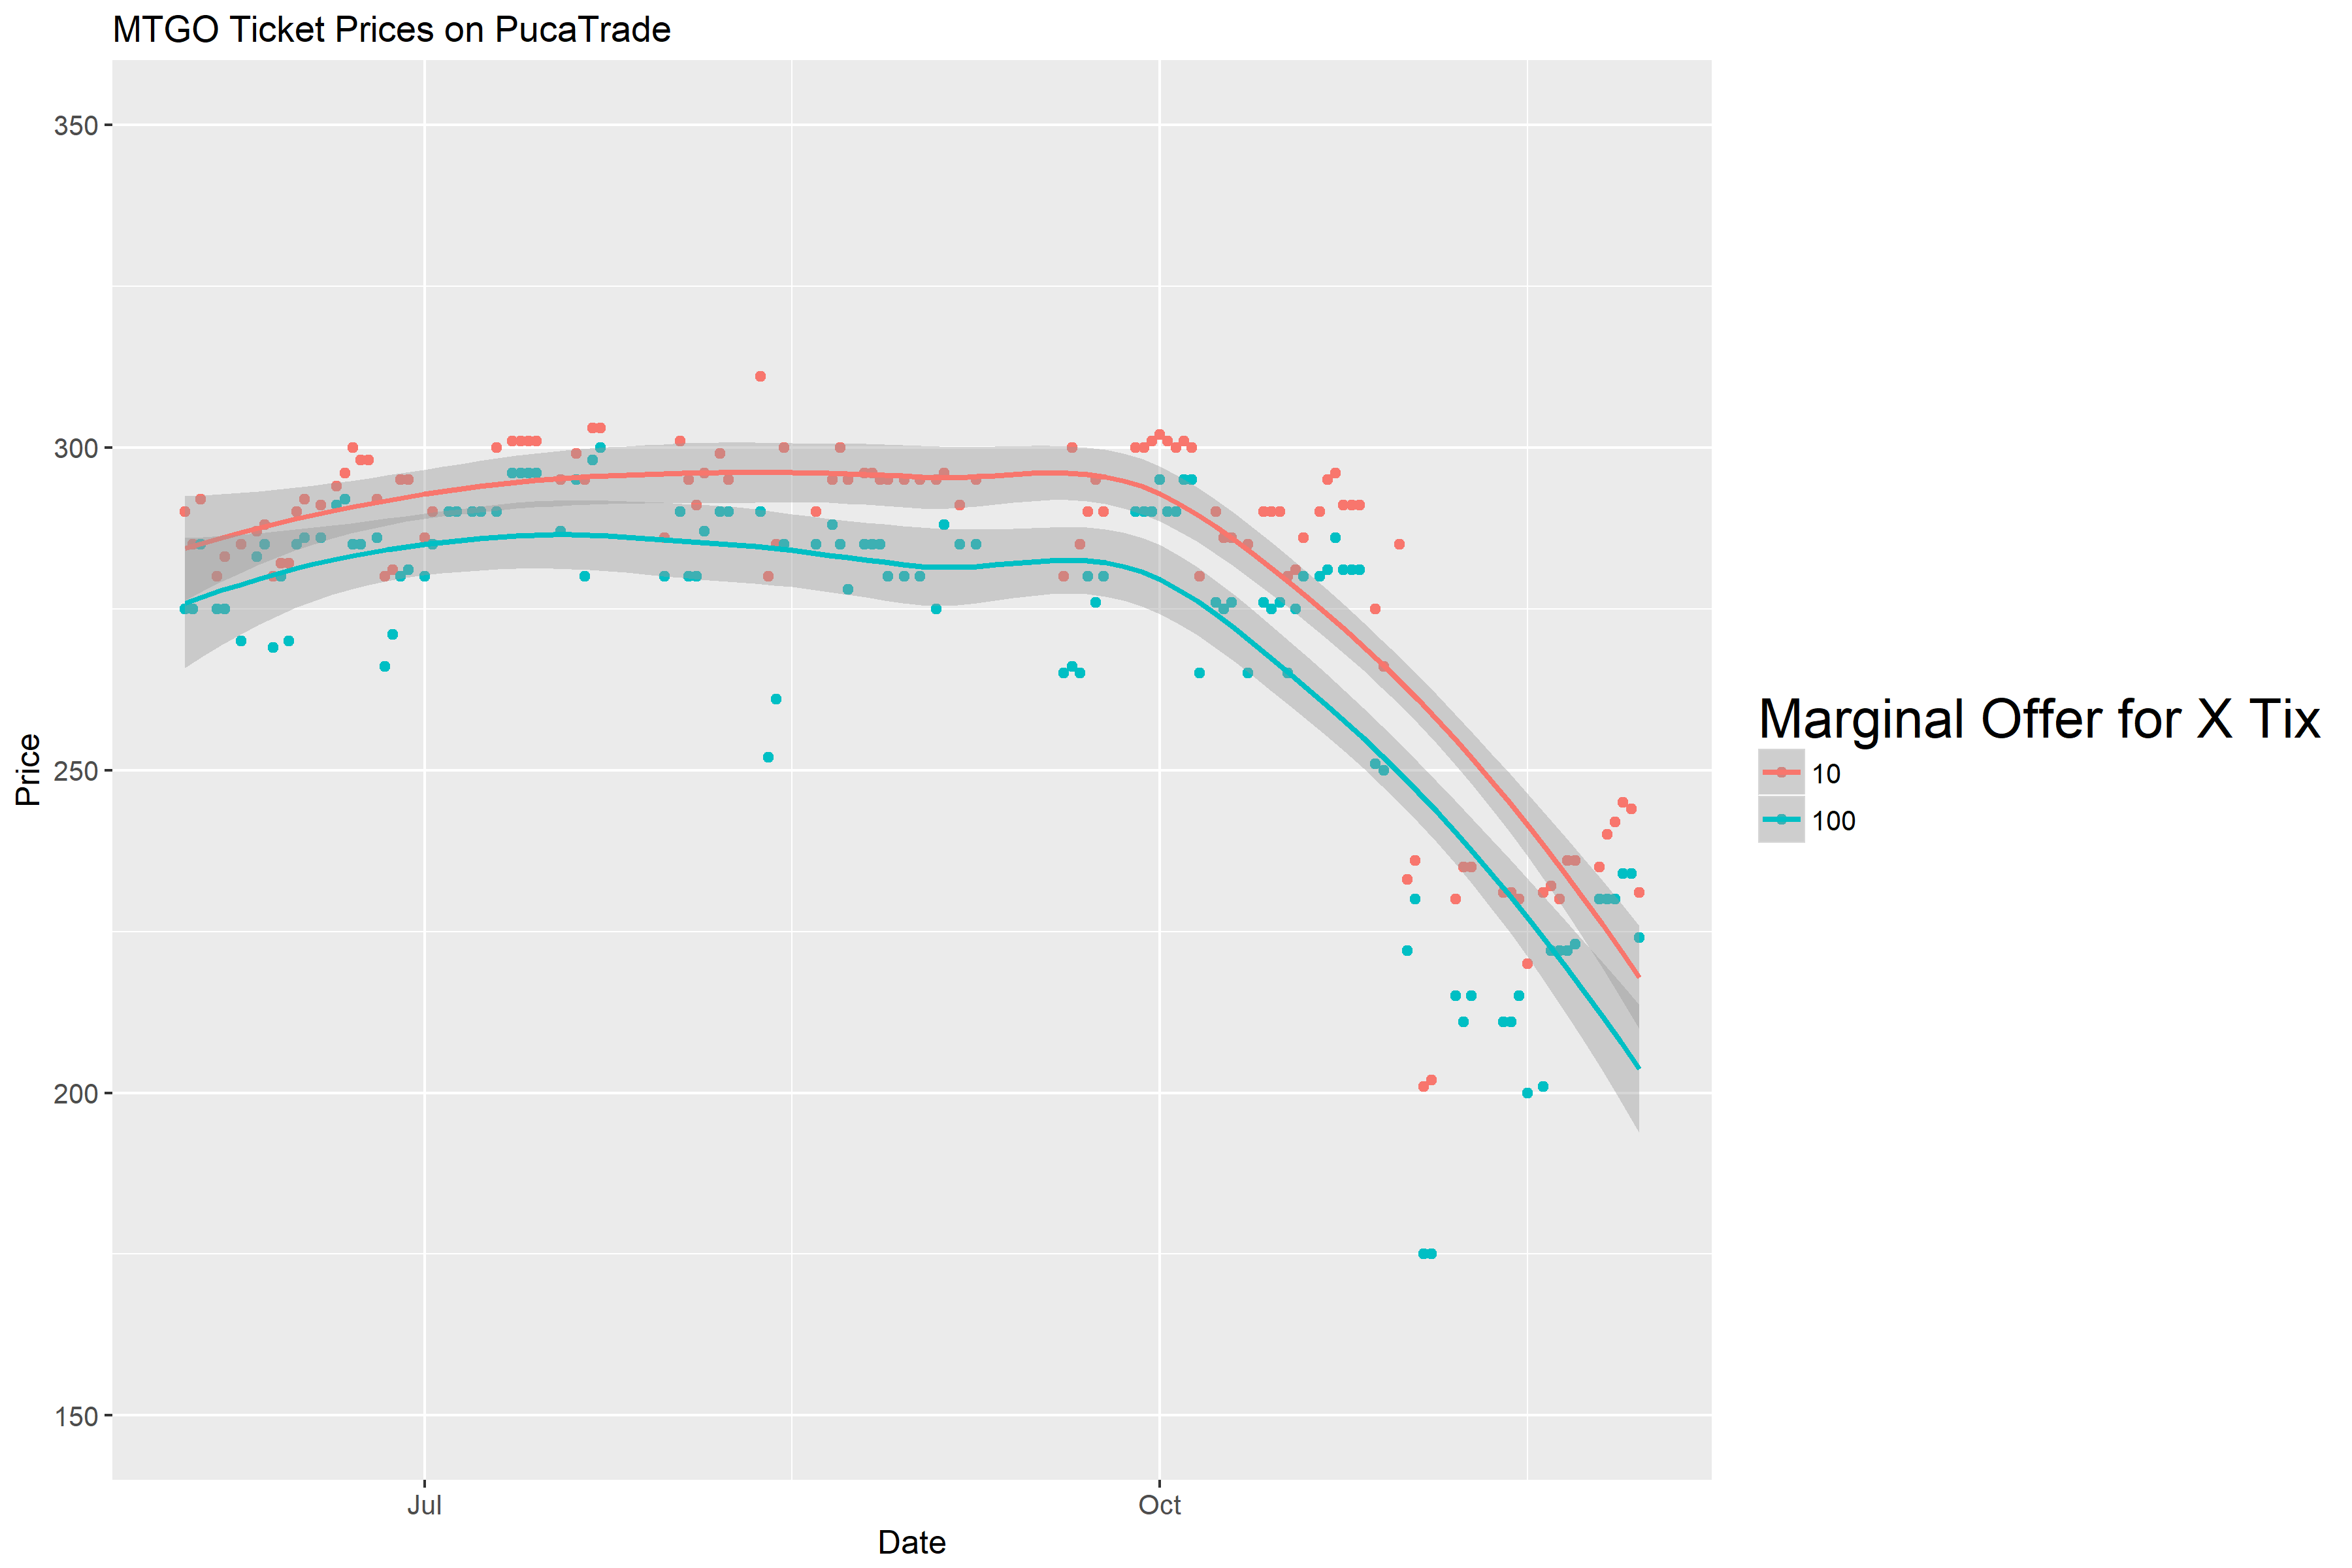 MTGO Ticket Prices on PucaTrade
350
300
250
200
150
Price
Jul
Oct
Date
Marginal Offer for X Tix
10
100